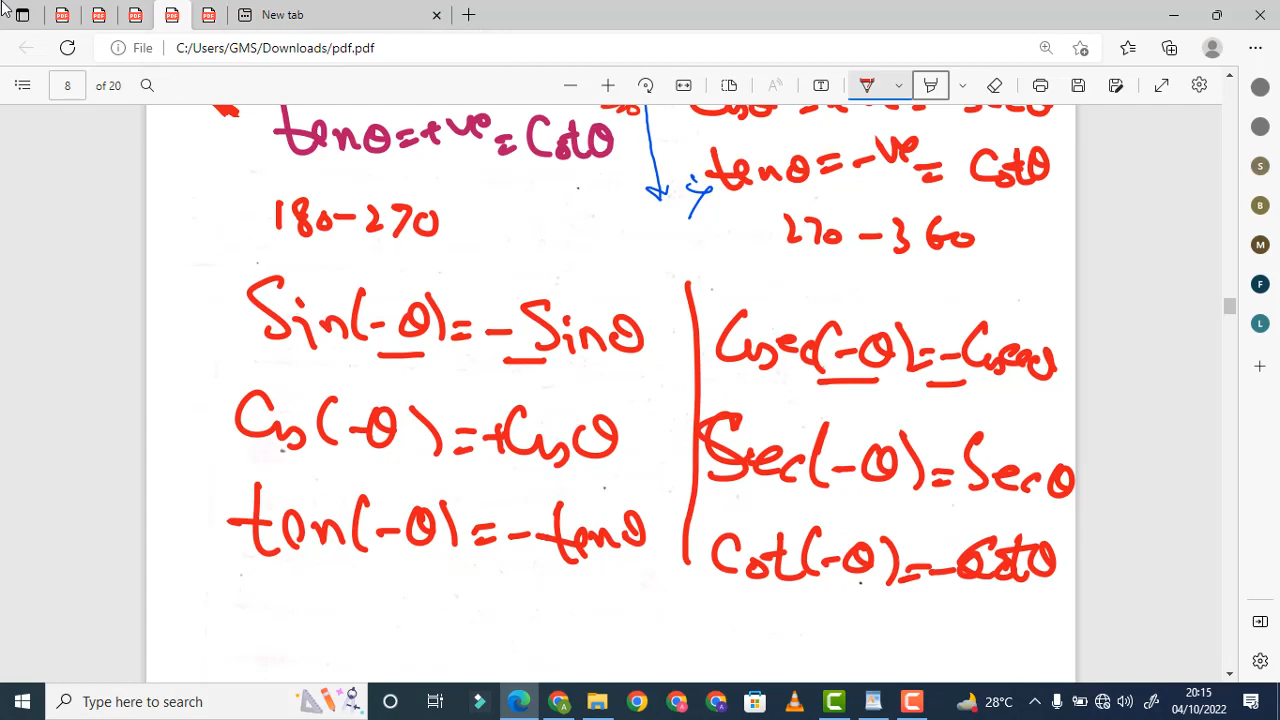 New tab
File C:/Users/GMS/Downloads/pdf.pdf
8 of 20
tanθ=+ve=Cotθ
tanθ=-ve= Cotθ
180-270
270-360
Sin(-θ)=-Sinθ
Cosec(-θ)=-Cosecθ
Cos(-θ)=+Cosθ
Sec(-θ)=Secθ
tan(-θ)=-tanθ
Cot(-θ)=-Cotθ
S
B
M
F
L
Type here to search
28°C
20:15
04/10/2022